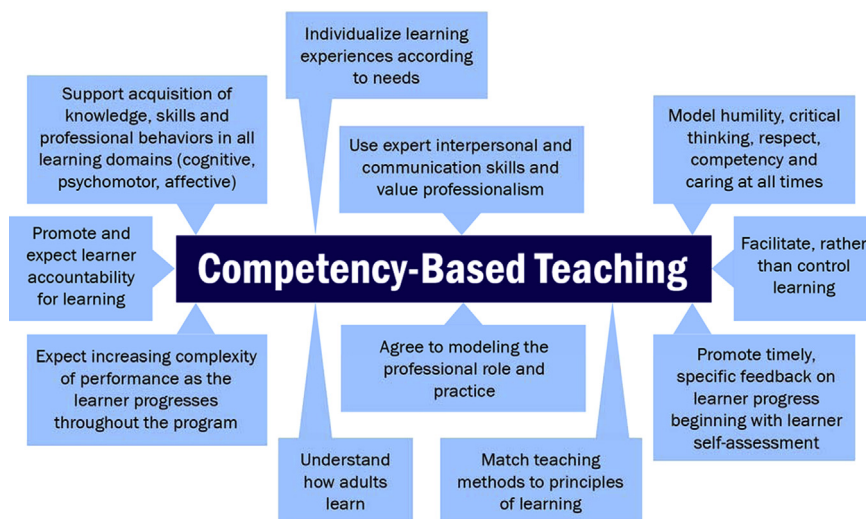 Individualize learning
experiences according
to needs
Support acquisition of
knowledge, skills and
professional behaviors in all
learning domains (cognitive,
psychomotor, affective)
Use expert interpersonal and
communication skills and
value professionalism
Model humility, critical
thinking, respect,
competency and
caring at all times
Promote and
expect learner
accountability
for learning
Competency-Based Teaching
Facilitate, rather
than control
learning
Expect increasing complexity
of performance as the
learner progresses
throughout the program
Agree to modeling the
professional role and
practice
Promote timely,
specific feedback on
learner progress
beginning with learner
self-assessment
Understand
how adults
learn
Match teaching
methods to principles
of learning